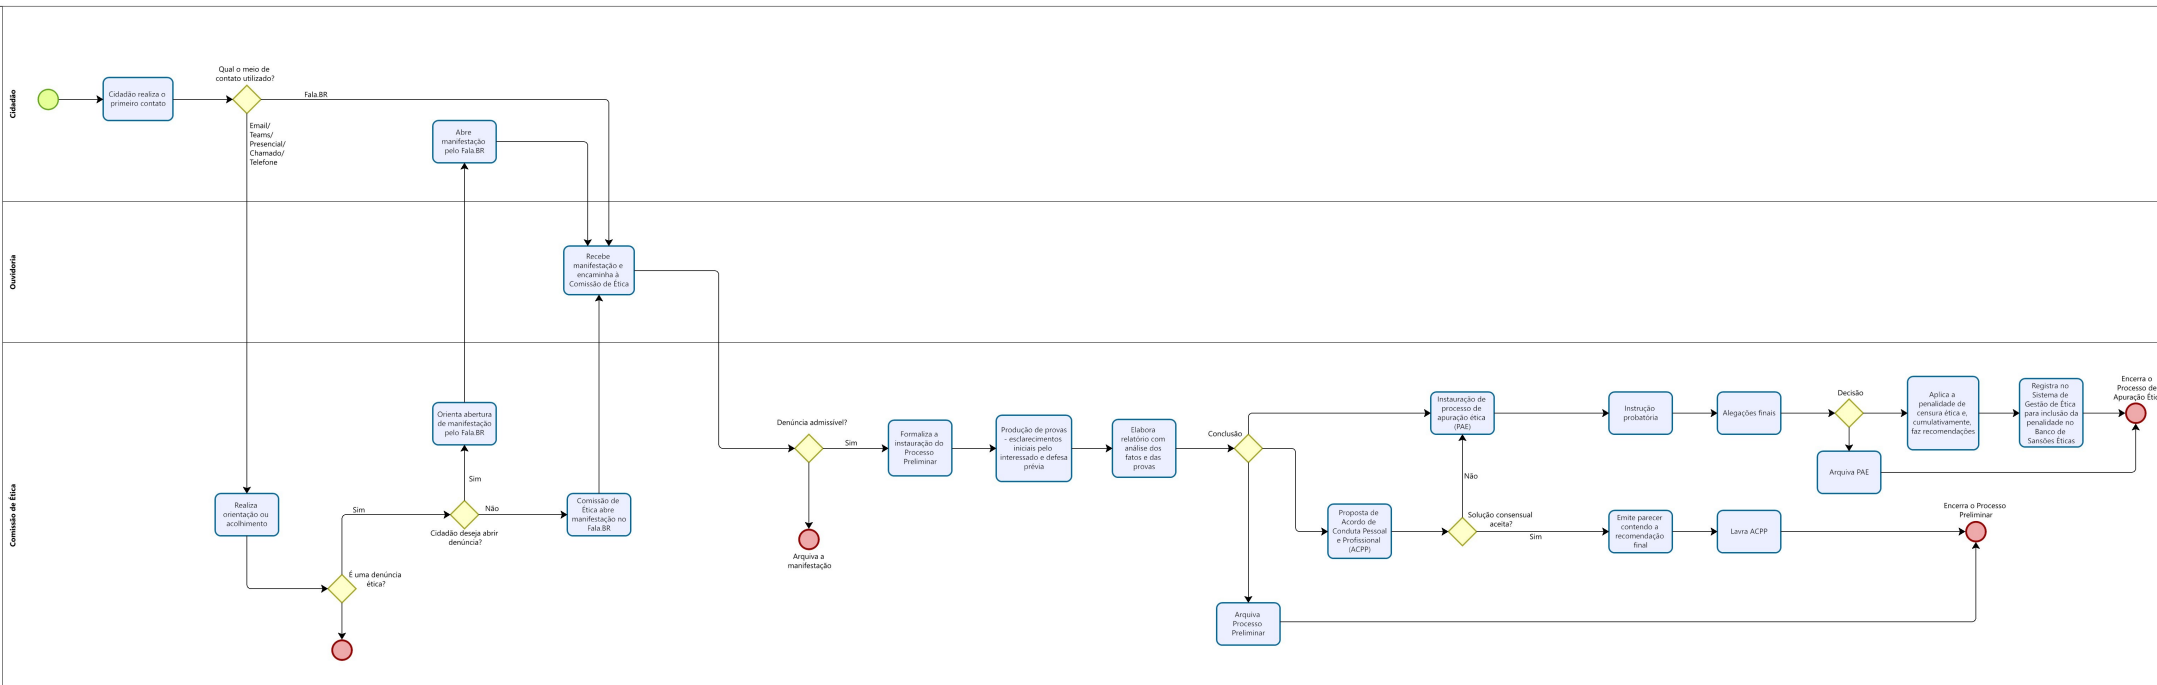 Cidadão
Cidadão realiza o
primeiro contato
Qual o meio de
contato utilizado?
Fala.BR
Email/
Teams/
Presencial/
Chamado/
Telefone
Abre
manifestação
pelo Fala.BR
Ouvidoria
Recebe
manifestação e
encaminha à
Comissão de Ética
Comissão de Ética
Realiza
orientação ou
acolhimento
É uma denúncia
ética?
Sim
Orienta abertura
de manifestação
pelo Fala.BR
Sim
Cidadão deseja abrir
denúncia?
Não
Comissão de
Ética abre
manifestação no
Fala.BR
Denúncia admissível?
Sim
Arquiva a
manifestação
Formaliza a
instauração do
Processo
Preliminar
Produção de provas
- esclarecimentos
iniciais pelo
interessado e defesa
prévia
Elabora
relatório com
análise dos
fatos e das
provas
Conclusão
Arquiva
Processo
Preliminar
Proposta de
Acordo de
Conduta Pessoal
e Profissional
(ACPP)
Instauração de
processo de
apuração ética
(PAE)
Não
Solução consensual
aceita?
Sim
Instrução
probatória
Alegações finais
Emite parecer
contendo a
recomendação
final
Lavra ACPP
Decisão
Arquiva PAE
Aplica a
penalidade de
censura ética e,
cumulativamente,
faz recomendações
Registra no
Sistema de
Gestão de Ética
para inclusão da
penalidade no
Banco de
Sansões Éticas
Encerra o
Processo de
Apuração Étic
Encerra o Processo
Preliminar